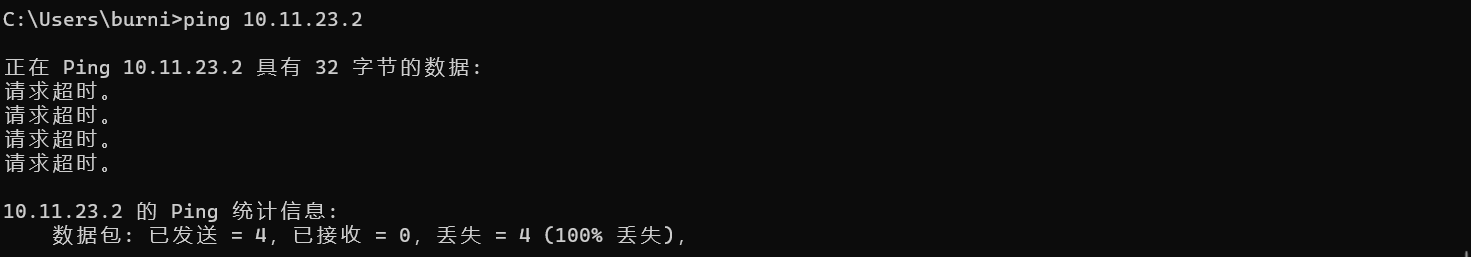 C:\Users\burni>ping 10.11.23.2
正在 Ping 10.11.23.2 具有 32 字节的数据:
请求超时。
请求超时。
请求超时。
请求超时。
10.11.23.2 的 Ping 统计信息:
    数据包: 已发送 = 4, 已接收 = 0, 丢失 = 4 (100% 丢失),